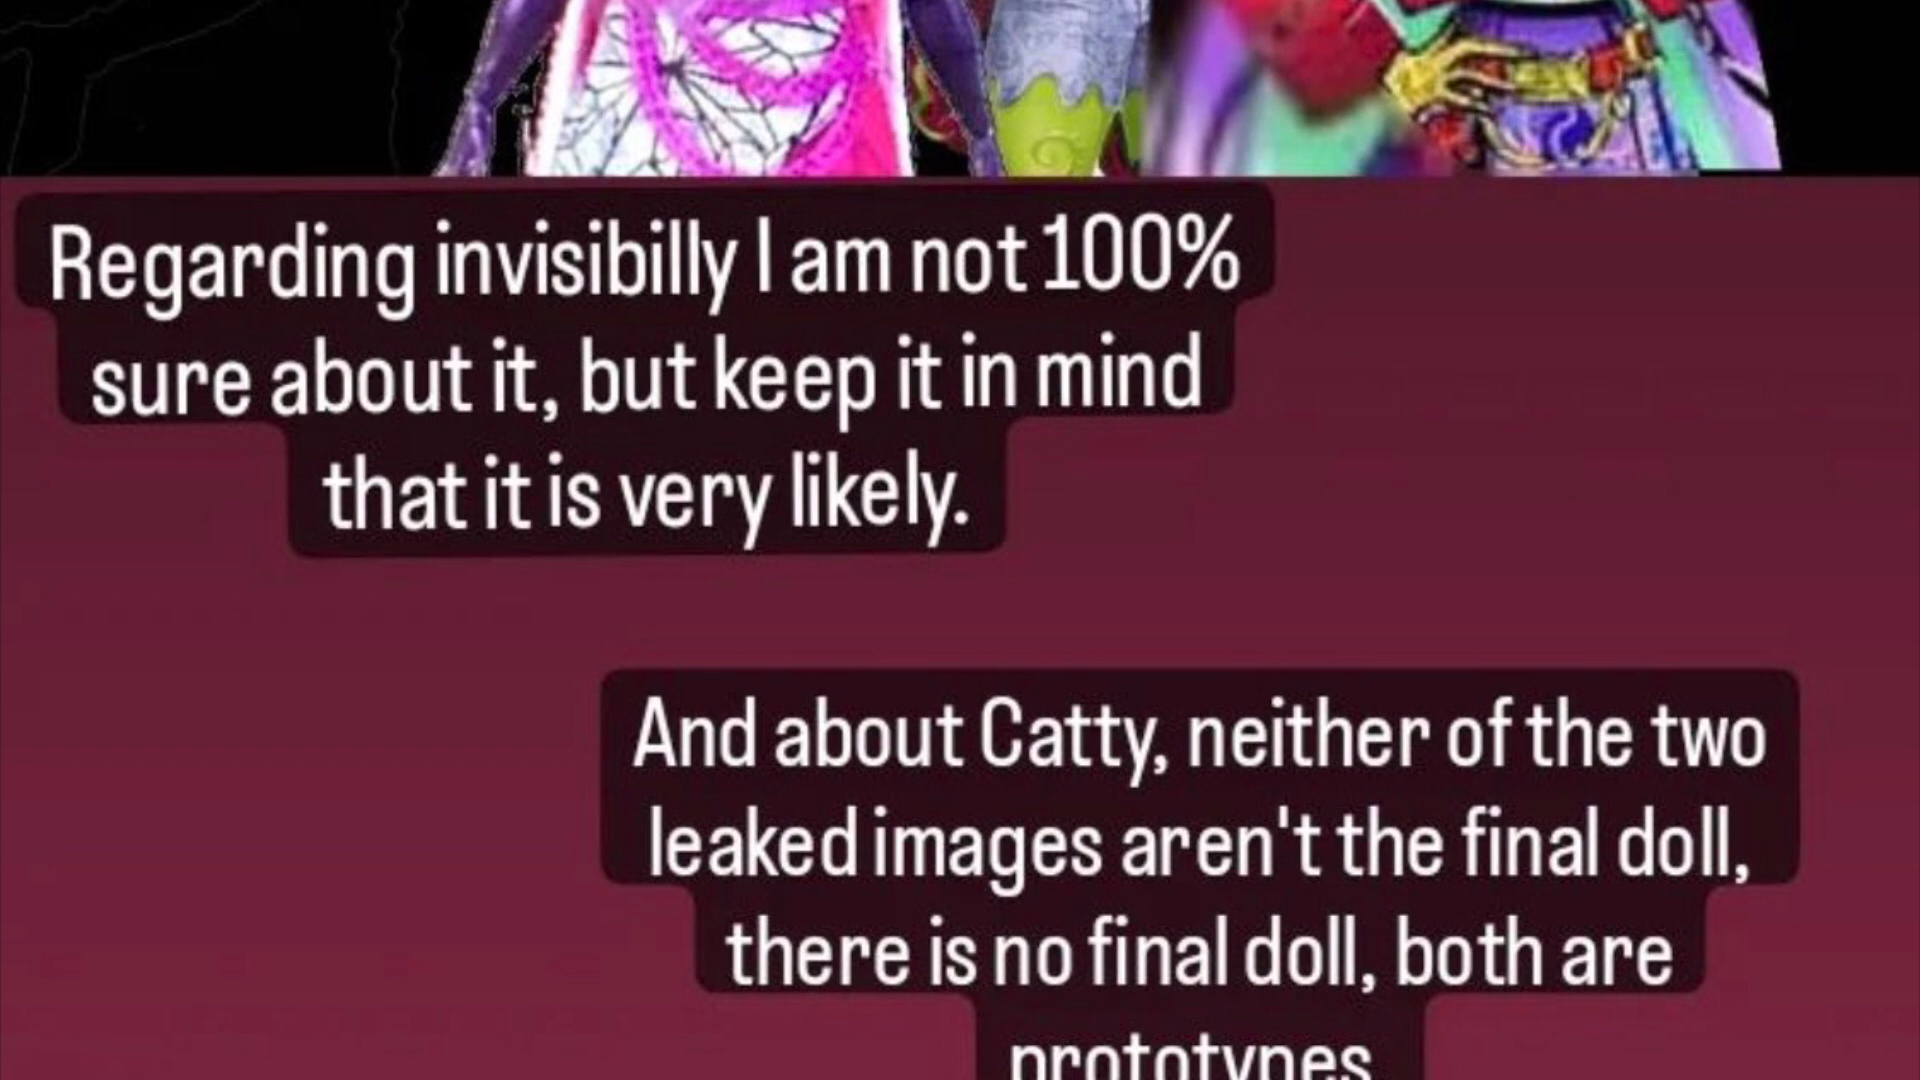 Regarding invisibilly I am not 100%
sure about it, but keep it in mind
that it is very likely.
And about Catty, neither of the two
leaked images aren't the final doll,
there is no final doll, both are
prototypes